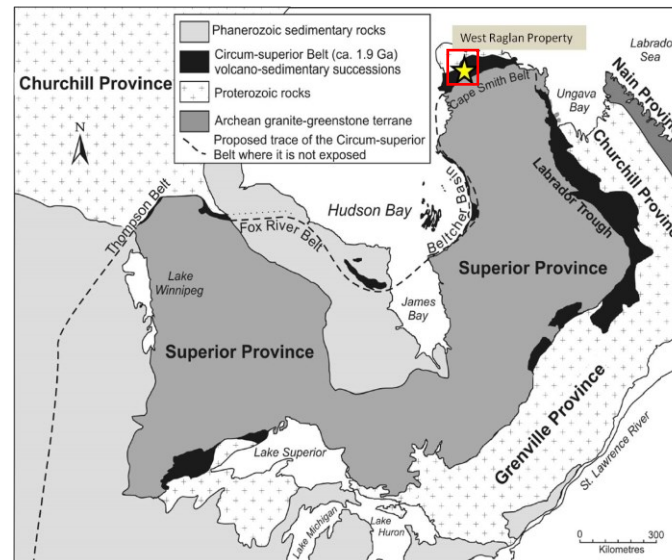 Phanerozoic sedimentary rocks
Circum-superior Belt (ca. 1.9 Ga)
volcano-sedimentary successions
Proterozoic rocks
Archean granite-greenstone terrane
Proposed trace of the Circum-superior
Belt where it is not exposed
West Raglan Property
Labrador
Sea
Churchill Province
N
Cape Smith Belt
Ungava
Bay
Nain Province
Churchill Province
Labrador Trough
Hudson Bay
Beltcher Basin
Thompson Belt
Fox River Belt
Superior Province
Lake
Winnipeg
James
Bay
Superior Province
Grenville Province
St. Lawrence River
Lake Superior
Lake Michigan
Lake
Huron
0 300
Kilometres